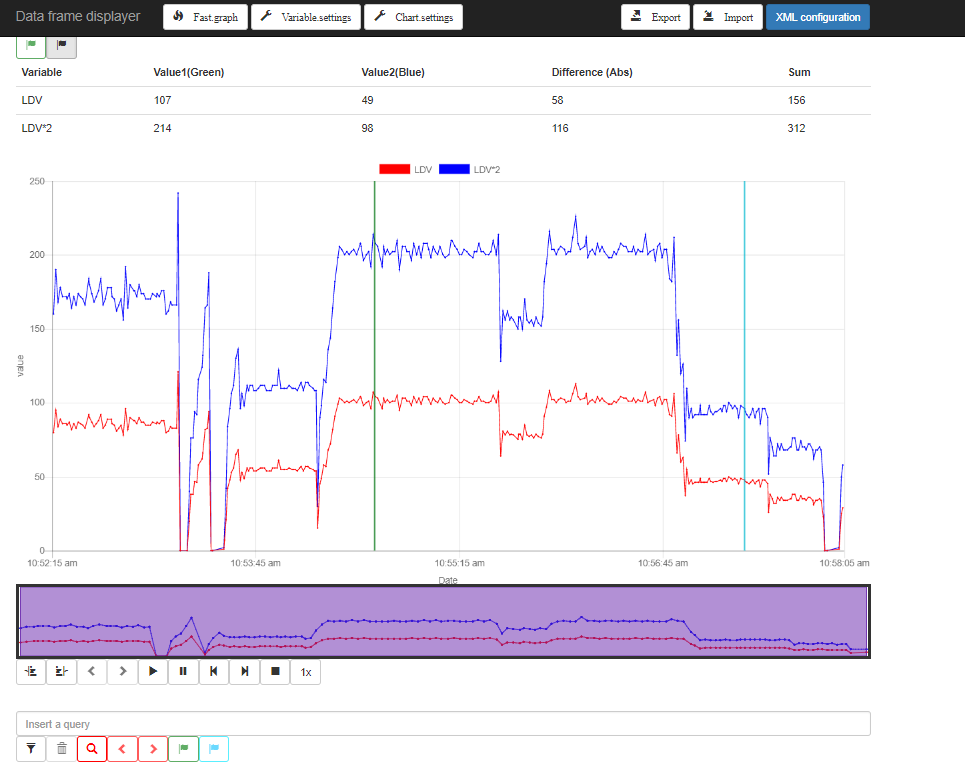 Data frame displayer Fast.graph Variable.settings Chart.settings Export Import XML configuration
Variable Value1(Green) Value2(Blue) Difference (Abs) Sum
LDV 107 49 58 156
LDV*2 214 98 116 312
LDV LDV*2
250
200
150
100
50
0
value
10:52:15 am 10:53:45 am 10:55:15 am 10:56:45 am 10:58:05 am
Date
1x
Insert a query